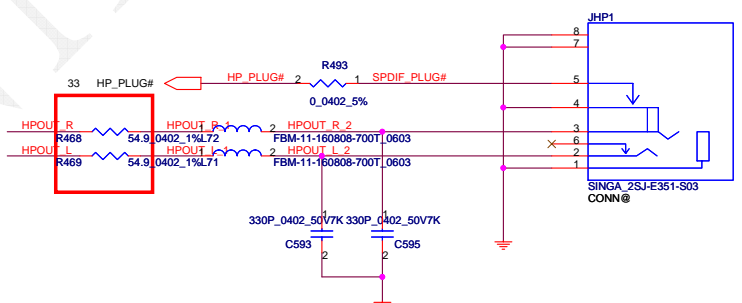 JHP1
8
7
R493
33 HP_PLUG# HP_PLUG# 2 1 SPDIF_PLUG# 5
0_0402_5%
4
HPOUT_R HPOUT_R_1 1 2 HPOUT_R_2 3
R468 54.9_0402_1% L72 FBM-11-160808-700T_0603
6
HPOUT_L HPOUT_L_1 1 2 HPOUT_L_2 2
R469 54.9_0402_1% L71 FBM-11-160808-700T_0603
1
SINGA_2SJ-E351-S03
CONN@
1 1
330P_0402_50V7K 330P_0402_50V7K
C593 C595
2 2